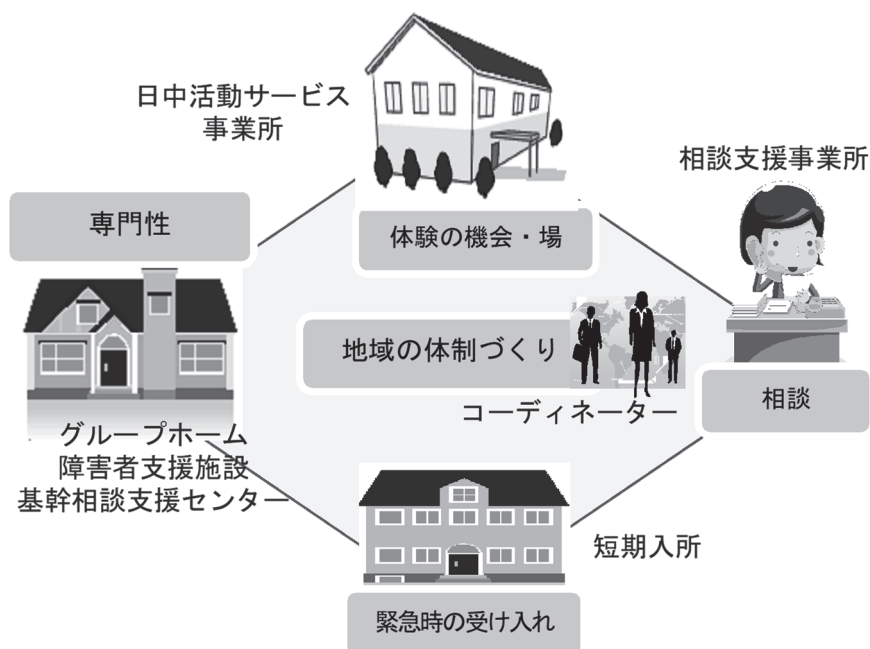 日中活動サービス
事業所
相談支援事業所
専門性
体験の機会・場
地域の体制づくり
コーディネーター
相談
グループホーム
障害者支援施設
基幹相談支援センター
短期入所
緊急時の受け入れ